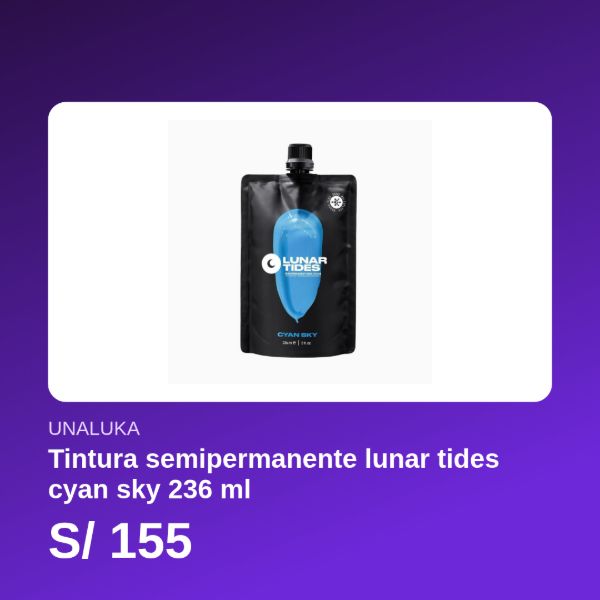 LUNAR
TIDES
CYAN SKY
UNALUKA
Tintura semipermanente lunar tides
cyan sky 236 ml
S/ 155